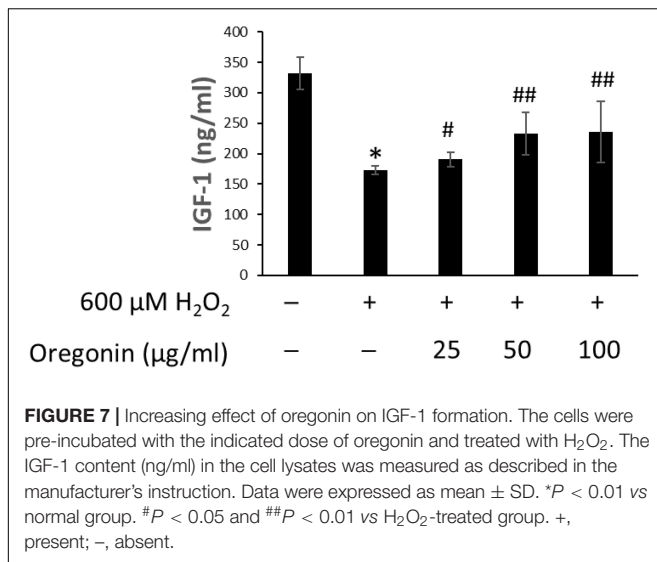 400
350
300
250
200
150
100
50
0
IGF-1 (ng/ml)
*
#
##
##
600 µM H₂O₂ – + + + +
Oregonin (µg/ml) – – 25 50 100
FIGURE 7 | Increasing effect of oregonin on IGF-1 formation. The cells were
pre-incubated with the indicated dose of oregonin and treated with H₂O₂. The
IGF-1 content (ng/ml) in the cell lysates was measured as described in the
manufacturer's instruction. Data were expressed as mean ± SD. *P < 0.01 vs
normal group. #P < 0.05 and ##P < 0.01 vs H₂O₂-treated group. +,
present; –, absent.